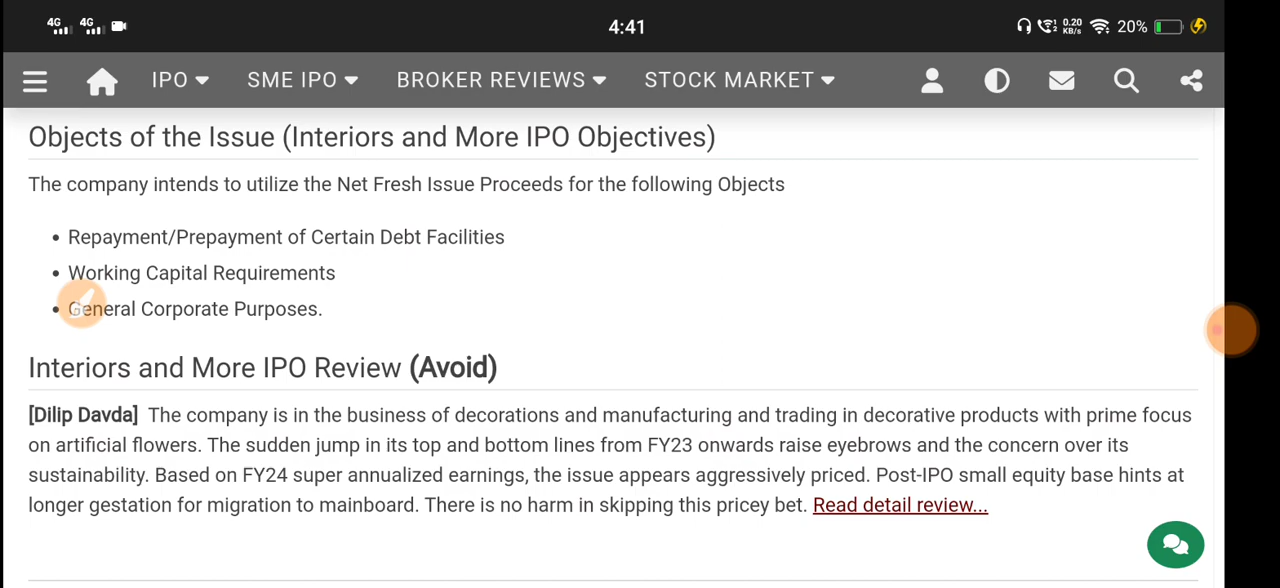 4G 4G 4:41 2 0.20 KB/s 20%
IPO SME IPO BROKER REVIEWS STOCK MARKET
Objects of the Issue (Interiors and More IPO Objectives)
The company intends to utilize the Net Fresh Issue Proceeds for the following Objects
• Repayment/Prepayment of Certain Debt Facilities
• Working Capital Requirements
• General Corporate Purposes.
Interiors and More IPO Review (Avoid)
[Dilip Davda] The company is in the business of decorations and manufacturing and trading in decorative products with prime focus
on artificial flowers. The sudden jump in its top and bottom lines from FY23 onwards raise eyebrows and the concern over its
sustainability. Based on FY24 super annualized earnings, the issue appears aggressively priced. Post-IPO small equity base hints at
longer gestation for migration to mainboard. There is no harm in skipping this pricey bet. Read detail review...